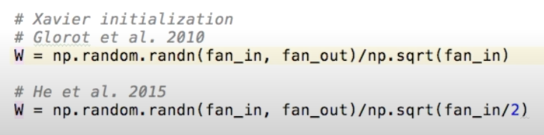 # Xavier initialization
# Glorot et al. 2010
W = np.random.randn(fan_in, fan_out)/np.sqrt(fan_in)
# He et al. 2015
W = np.random.randn(fan_in, fan_out)/np.sqrt(fan_in/2)